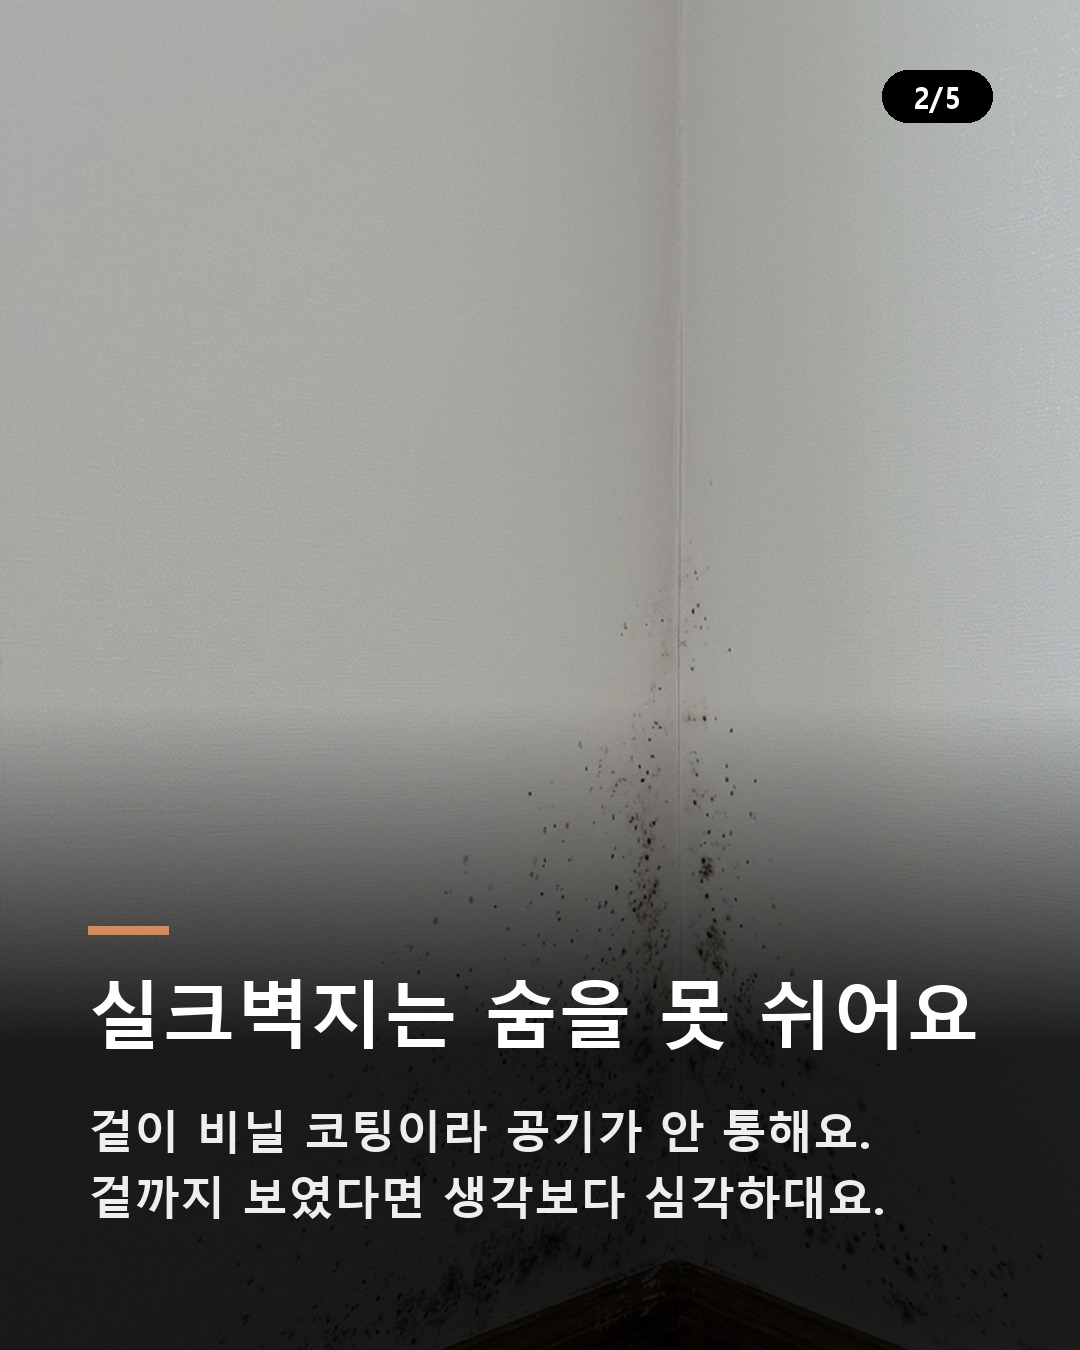 2/5
실크벽지는 숨을 못 쉬어요
겉이 비닐 코팅이라 공기가 안 통해요.
겉까지 보였다면 생각보다 심각하대요.